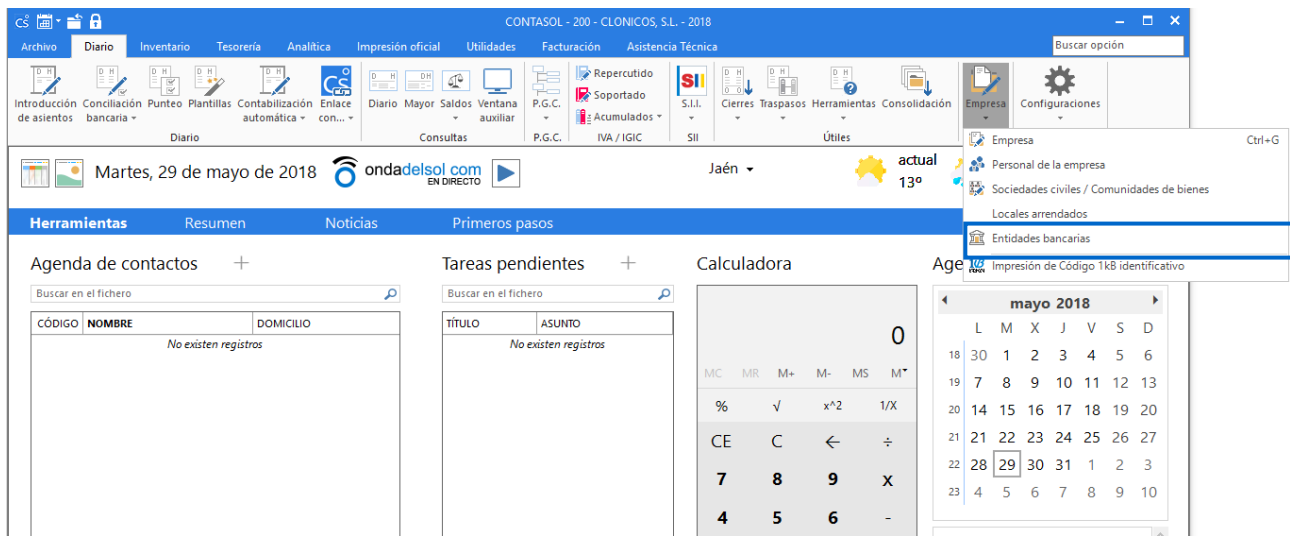 CONTASOL - 200 - CLONICOS, S.L. - 2018
Archivo Diario Inventario Tesorería Analítica Impresión oficial Utilidades Facturación Asistencia Técnica Buscar opción
Introducción de asientos
Conciliación bancaria
Punteo
Plantillas
Contabilización automática
Enlace con...
Diario
Diario
Mayor
Saldos
Ventana auxiliar
Consultas
P.G.C.
P.G.C.
Repercutido
Soportado
Acumulados
IVA / IGIC
SII
S.I.I.
SII
Cierres
Traspasos
Herramientas
Consolidación
Útiles
Empresa
Configuraciones
Empresa Ctrl+G
Personal de la empresa
Sociedades civiles / Comunidades de bienes
Locales arrendados
Entidades bancarias
Impresión de Código 1kB identificativo
Martes, 29 de mayo de 2018
ondadelsol com
EN DIRECTO
Jaén
actual
13º
Herramientas Resumen Noticias Primeros pasos
Agenda de contactos
Buscar en el fichero
CÓDIGO NOMBRE DOMICILIO
No existen registros
Tareas pendientes
Buscar en el fichero
TÍTULO ASUNTO
No existen registros
Calculadora
0
MC MR M+ M- MS M
% √ x^2 1/X
CE C ← ÷
7 8 9 x
4 5 6 -
Age
mayo 2018
L M X J V S D
18 30 1 2 3 4 5 6
19 7 8 9 10 11 12 13
20 14 15 16 17 18 19 20
21 21 22 23 24 25 26 27
22 28 29 30 31 1 2 3
23 4 5 6 7 8 9 10